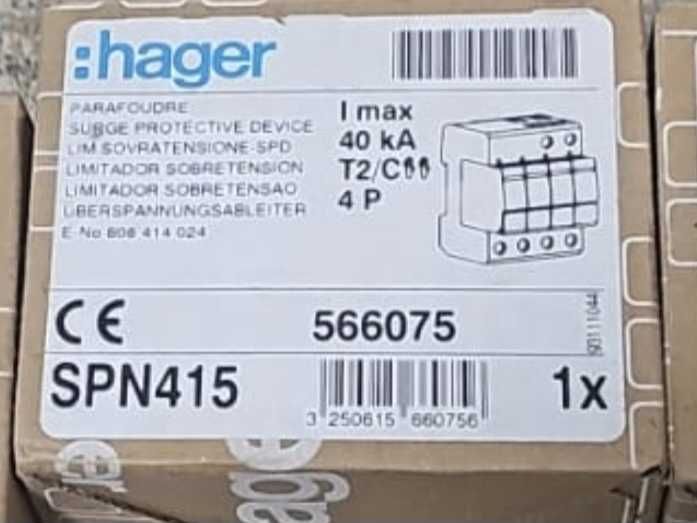 :hager
PARAFOUDRE
SURGE PROTECTIVE DEVICE
LIM.SOVRATENSIONE-SPD
LIMITADOR SOBRETENSION
LIMITADOR SOBRETENSAO
ÜBERSPANNUNGSABLEITER
E-No 808 414 024
I max
40 kA
T2/C
4 P
CE
566075
SPN415
3 250615 660756
1x
age